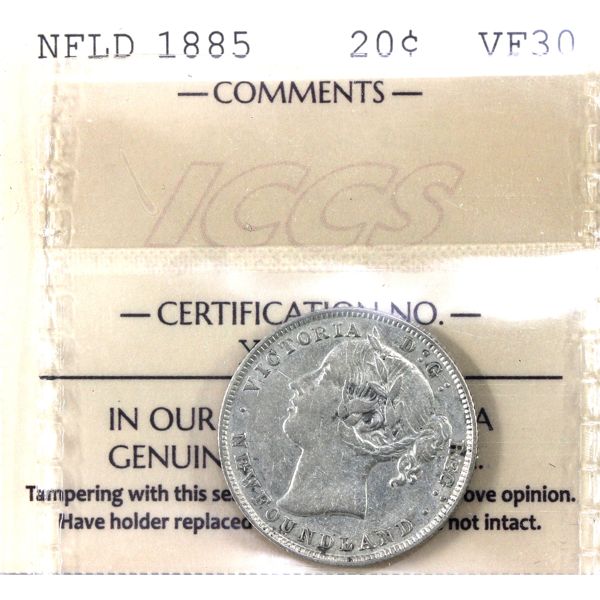 NFLD 1885 20¢ VF30
— COMMENTS —
ICCS
— CERTIFICATION NO. —
IN OUR A
GENUIN
Tampering with this se ove opinion.
Have holder replaced not intact.
VICTORIA D:G: REG: NEWFOUNDLAND